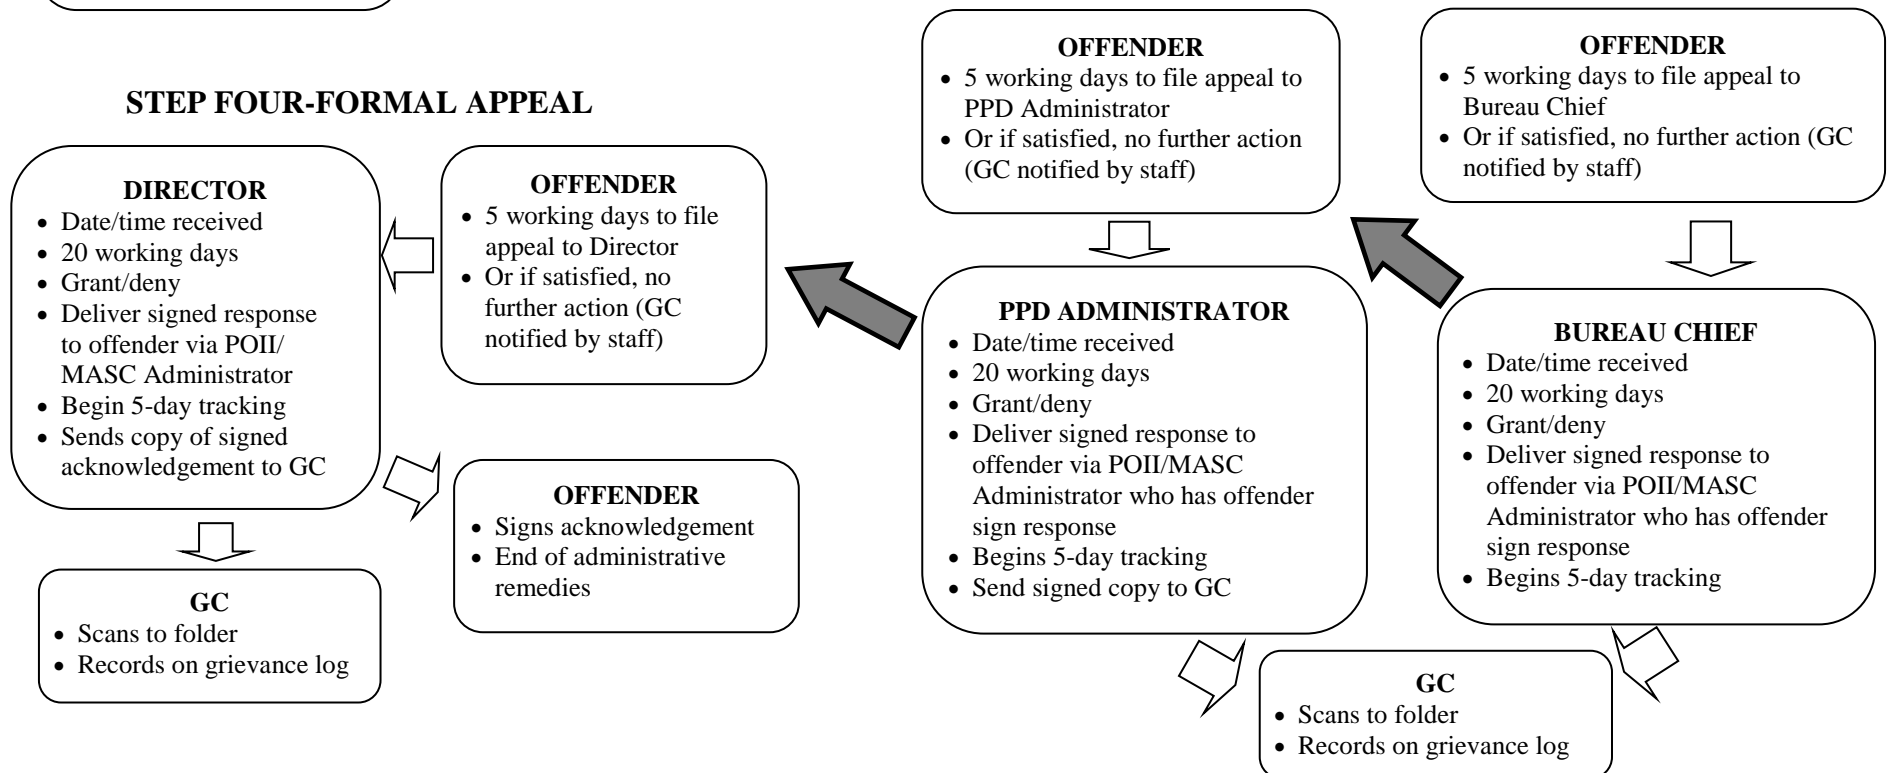 STEP FOUR-FORMAL APPEAL
DIRECTOR
• Date/time received
• 20 working days
• Grant/deny
• Deliver signed response
to offender via POII/
MASC Administrator
• Begin 5-day tracking
• Sends copy of signed
acknowledgement to GC
GC
• Scans to folder
• Records on grievance log
OFFENDER
• 5 working days to file
appeal to Director
• Or if satisfied, no
further action (GC
notified by staff)
OFFENDER
• Signs acknowledgement
• End of administrative
remedies
OFFENDER
• 5 working days to file appeal to
PPD Administrator
• Or if satisfied, no further action
(GC notified by staff)
PPD ADMINISTRATOR
• Date/time received
• 20 working days
• Grant/deny
• Deliver signed response to
offender via POII/MASC
Administrator who has offender
sign response
• Begins 5-day tracking
• Send signed copy to GC
OFFENDER
• 5 working days to file appeal to
Bureau Chief
• Or if satisfied, no further action (GC
notified by staff)
BUREAU CHIEF
• Date/time received
• 20 working days
• Grant/deny
• Deliver signed response to
offender via POII/MASC
Administrator who has offender
sign response
• Begins 5-day tracking
GC
• Scans to folder
• Records on grievance log